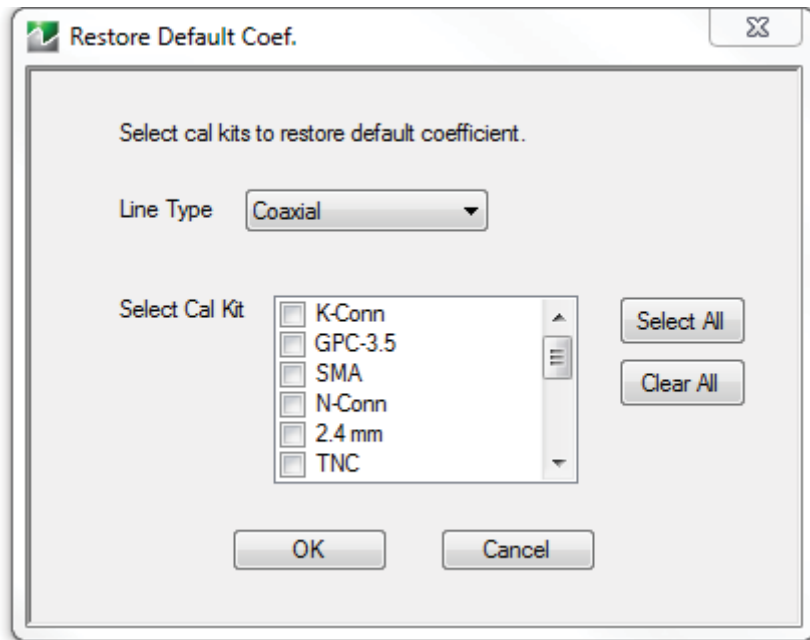 Restore Default Coef.
Select cal kits to restore default coefficient.
Line Type
Coaxial
Select Cal Kit
K-Conn
GPC-3.5
SMA
N-Conn
2.4 mm
TNC
Select All
Clear All
OK
Cancel